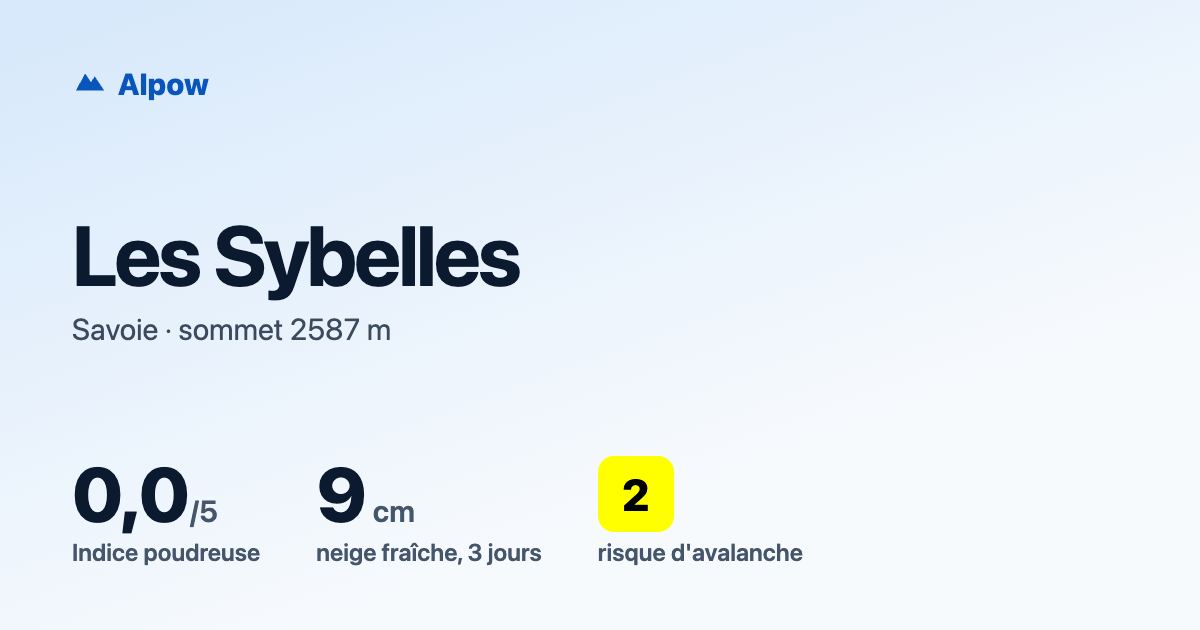 Alpow
Les Sybelles
Savoie · sommet 2587 m
0,0/5
Indice poudreuse
9 cm
neige fraîche, 3 jours
2
risque d'avalanche